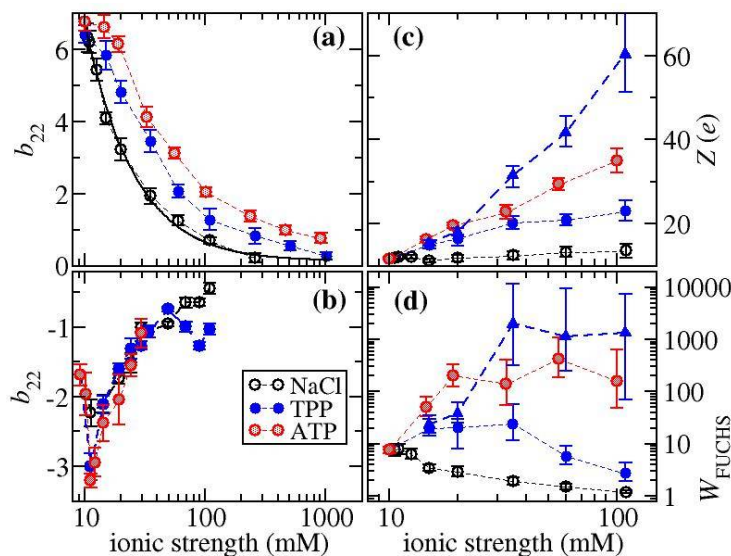 (a)
6
4
2
0
b22
(b)
-1
-2
-3
b22
NaCl
TPP
ATP
10 100 1000
ionic strength (mM)
(c)
60
40
20
Z (e)
(d)
10000
1000
100
10
1
WFUCHS
10 100
ionic strength (mM)